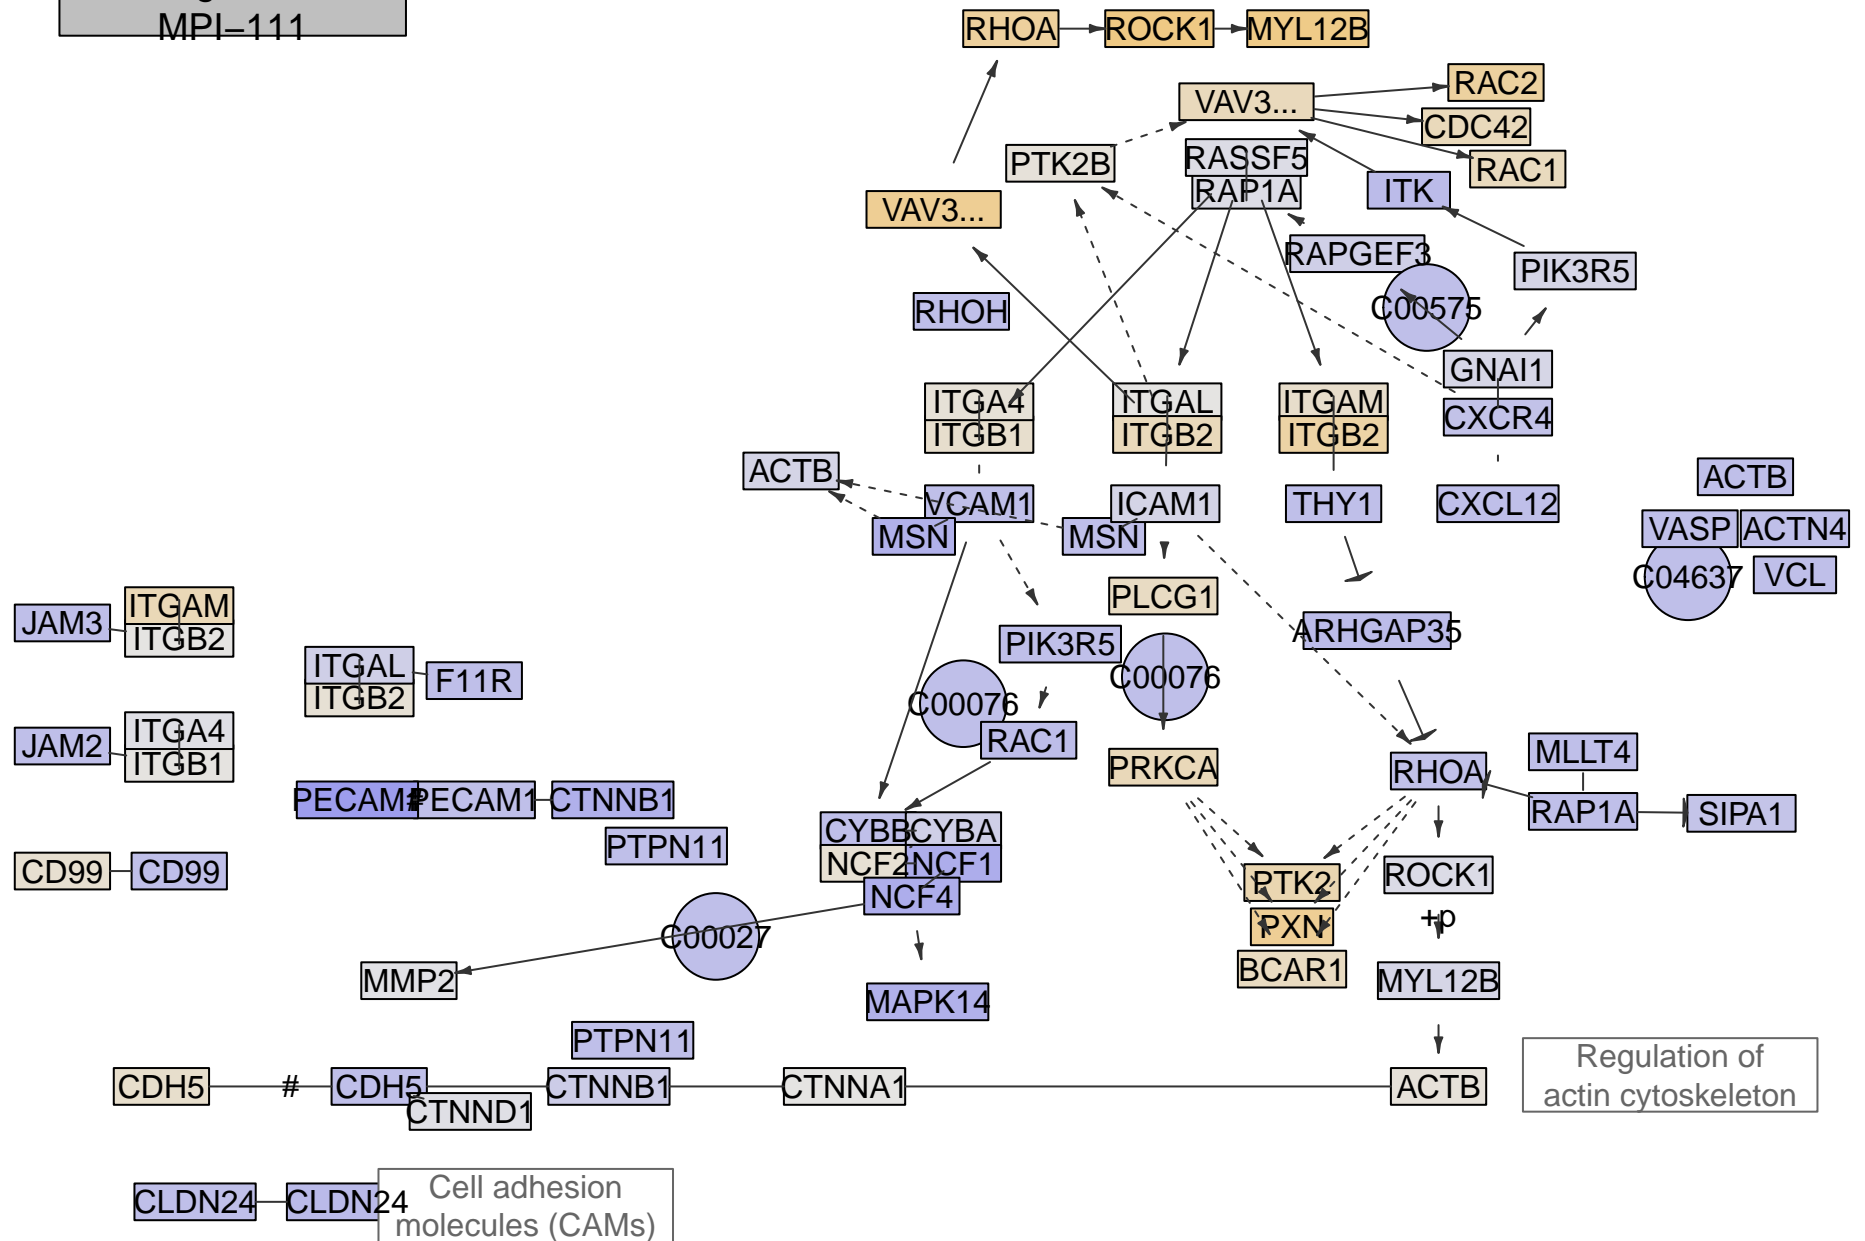 MPI−111
RHOA
ROCK1
MYL12B
RAC2
VAV3...
CDC42
PTK2B
RASSF5
RAC1
RAP1A
ITK
VAV3...
RAPGEF3
PIK3R5
RHOH
C00575
GNAI1
ITGA4
ITGAL
ITGAM
CXCR4
ITGB1
ITGB2
ITGB2
ACTB
ACTB
VCAM1
ICAM1
THY1
CXCL12
MSN
MSN
VASP
ACTN4
C04637
VCL
PLCG1
ITGAM
JAM3
ITGB2
ARHGAP35
PIK3R5
ITGAL
F11R
C00076
ITGB2
C00076
ITGA4
JAM2
RAC1
ITGB1
PRKCA
RHOA
MLLT4
PECAM1
PECAM1
CTNNB1
RAP1A
SIPA1
CYBB
CYBA
PTPN11
NCF2
NCF1
CD99
CD99
PTK2
ROCK1
NCF4
+p
PXN
C00027
BCAR1
MMP2
MYL12B
MAPK14
PTPN11
Regulation of
actin cytoskeleton
CDH5
#
CDH5
CTNNB1
CTNNA1
ACTB
CTNND1
CLDN24
CLDN24
Cell adhesion
molecules (CAMs)